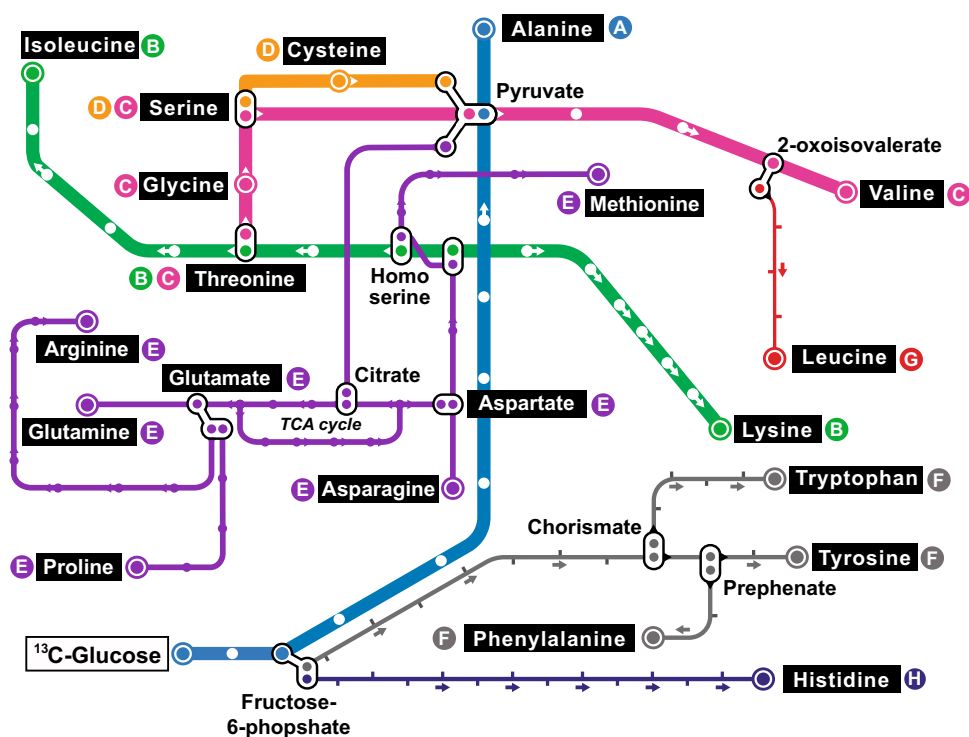 Alanine A
Isoleucine B
D Cysteine
Pyruvate
D C Serine
2-oxoisovalerate
C Glycine
Valine C
E Methionine
B C Threonine
Homo
serine
Arginine E
Leucine G
Glutamate E
Citrate
Aspartate E
TCA cycle
Glutamine E
Lysine B
E Asparagine
Tryptophan F
Chorismate
Tyrosine F
E Proline
Prephenate
F Phenylalanine
¹³C-Glucose
Histidine H
Fructose-
6-phopshate